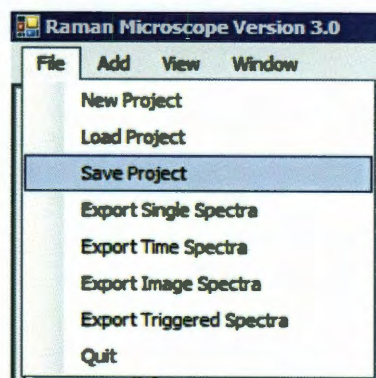 Raman Microscope Version 3.0
File Add View Window
New Project
Load Project
Save Project
Export Single Spectra
Export Time Spectra
Export Image Spectra
Export Triggered Spectra
Quit